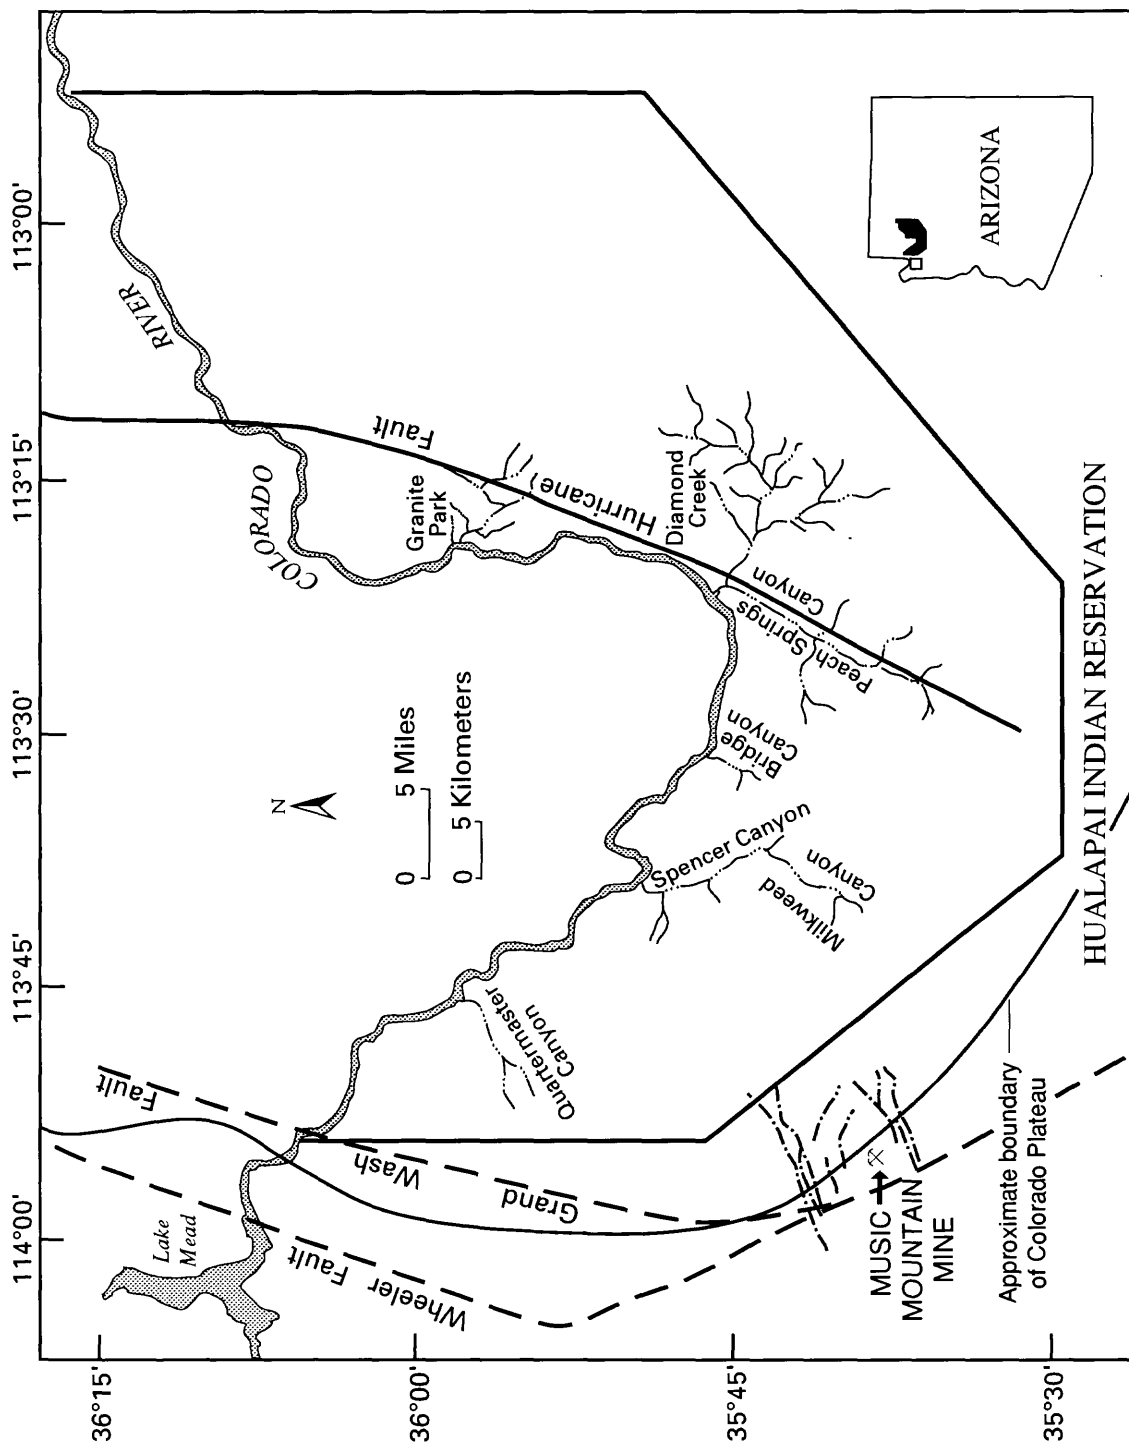 114°00'
113°45'
113°30'
113°15'
113°00'
36°15'
36°00'
35°45'
35°30'
Lake
Mead
Wheeler Fault
Grand
Wash
Fault
COLORADO
RIVER
N
0
5 Miles
0
5 Kilometers
Granite
Park
Hurricane
Fault
Quartermaster
Canyon
Spencer Canyon
Milkweed
Canyon
Bridge
Canyon
Peach Springs
Canyon
Diamond
Creek
MUSIC
MOUNTAIN
MINE
Approximate boundary
of Colorado Plateau
HUALAPAI INDIAN RESERVATION
ARIZONA